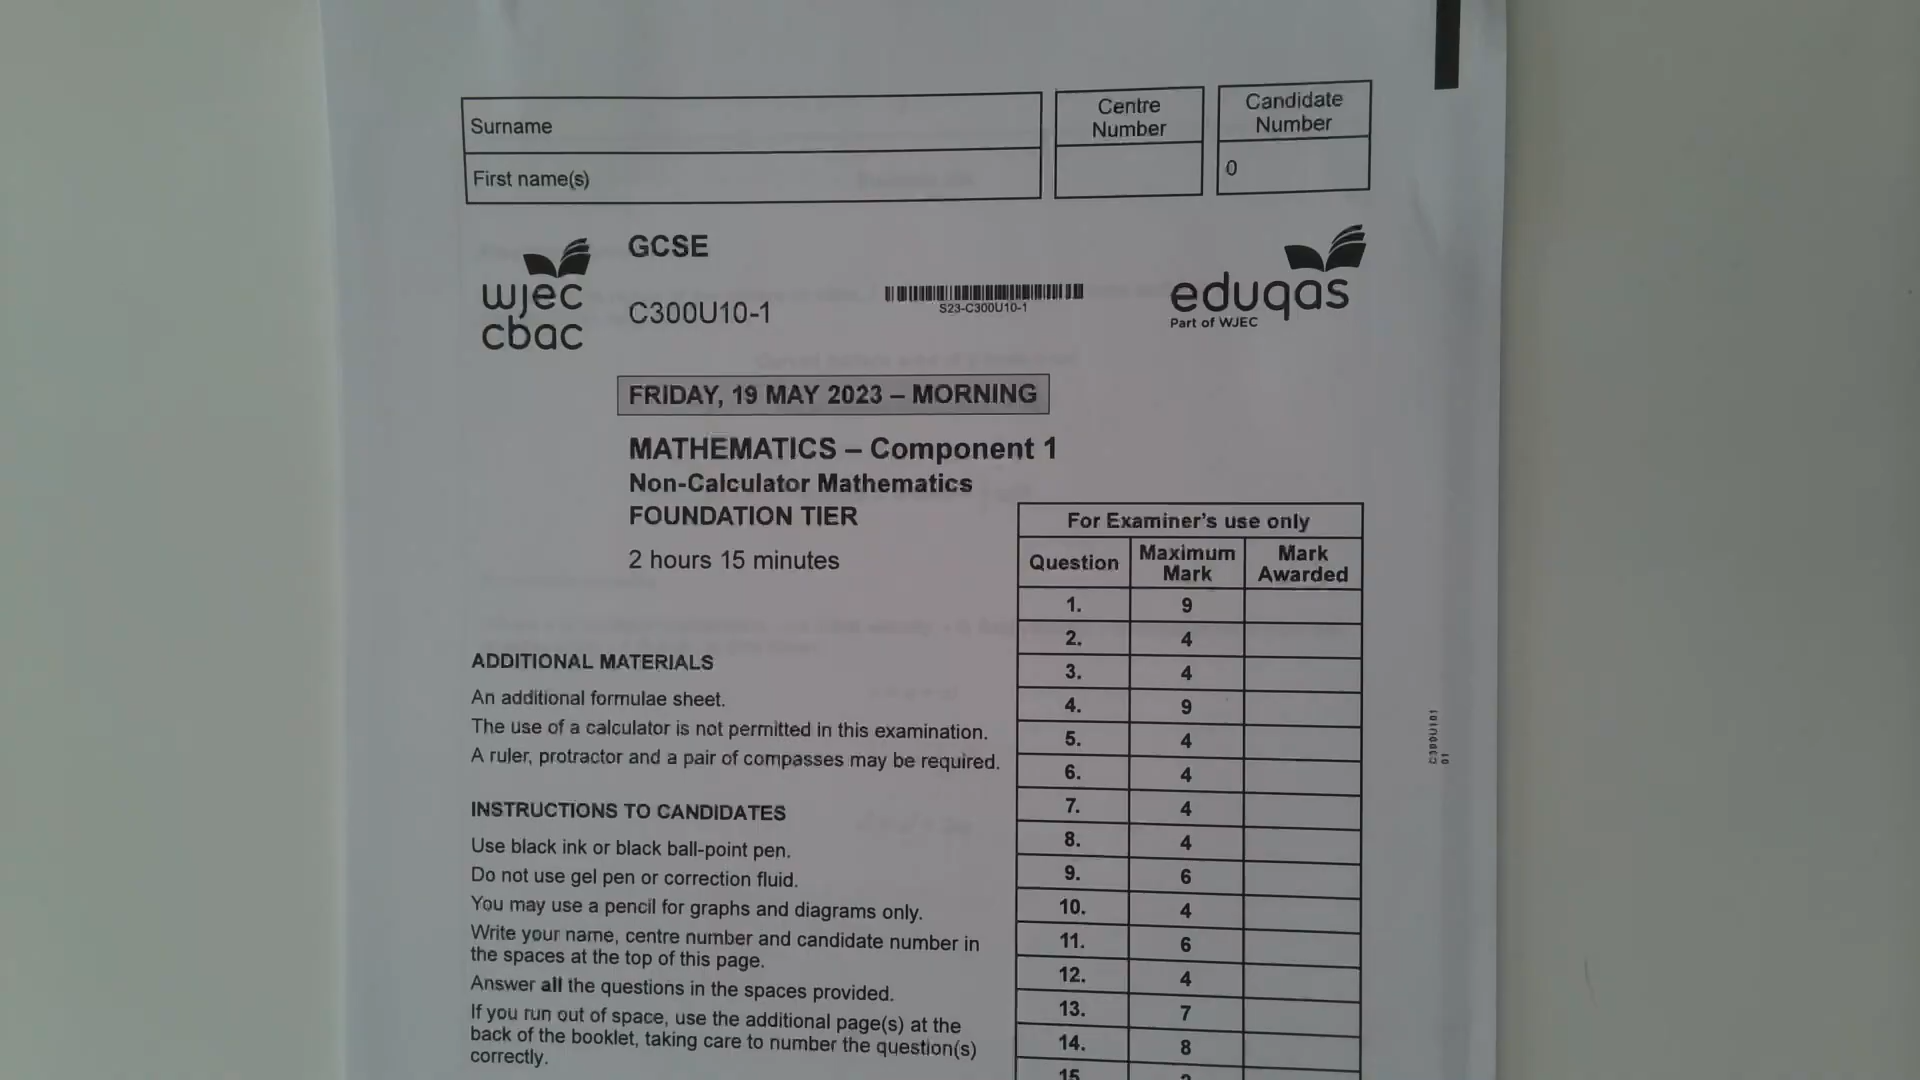 Surname
First name(s)
Centre
Number
Candidate
Number
0
wjec
cbac
GCSE
C300U10-1
S23-C300U10-1
eduqas
Part of WJEC
FRIDAY, 19 MAY 2023 – MORNING
MATHEMATICS – Component 1
Non-Calculator Mathematics
FOUNDATION TIER
2 hours 15 minutes
ADDITIONAL MATERIALS
An additional formulae sheet.
The use of a calculator is not permitted in this examination.
A ruler, protractor and a pair of compasses may be required.
INSTRUCTIONS TO CANDIDATES
Use black ink or black ball-point pen.
Do not use gel pen or correction fluid.
You may use a pencil for graphs and diagrams only.
Write your name, centre number and candidate number in
the spaces at the top of this page.
Answer all the questions in the spaces provided.
If you run out of space, use the additional page(s) at the
back of the booklet, taking care to number the question(s)
correctly.
For Examiner's use only
Question Maximum Mark Mark Awarded
1. 9
2. 4
3. 4
4. 9
5. 4
6. 4
7. 4
8. 4
9. 6
10. 4
11. 6
12. 4
13. 7
14. 8
15.
C300U101
01